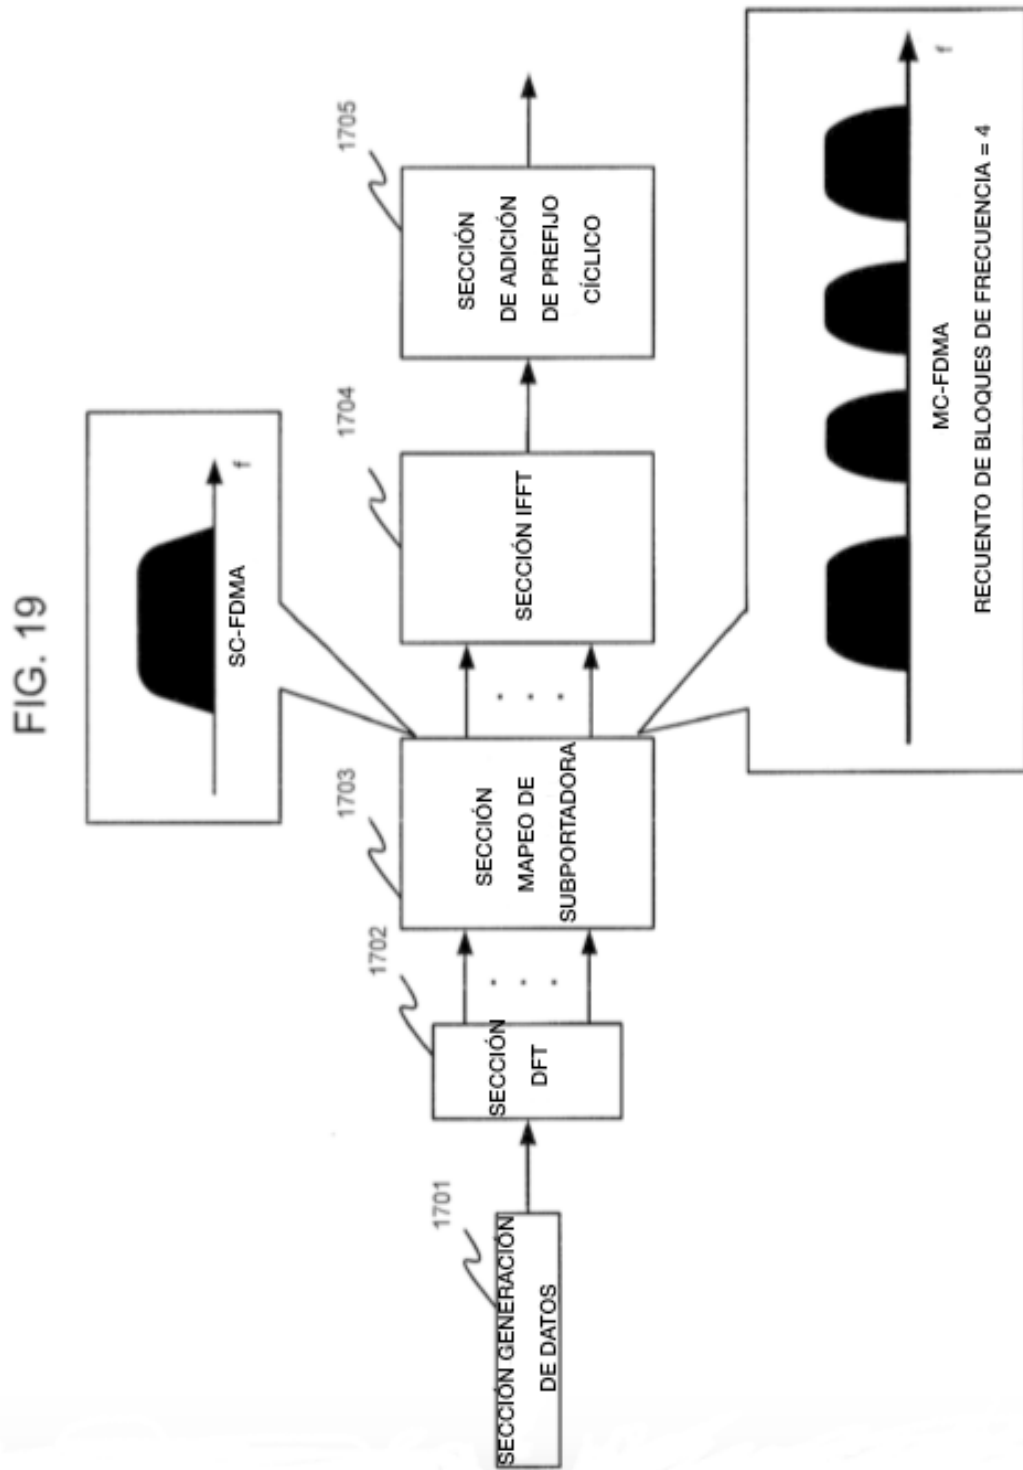 FIG. 19
SC-FDMA
f
1701
SECCIÓN GENERACIÓN
DE DATOS
1702
SECCIÓN
DFT
1703
SECCIÓN
MAPEO DE
SUBPORTADORA
1704
SECCIÓN IFFT
1705
SECCIÓN
DE ADICIÓN
DE PREFIJO
CÍCLICO
f
MC-FDMA
RECUENTO DE BLOQUES DE FRECUENCIA = 4